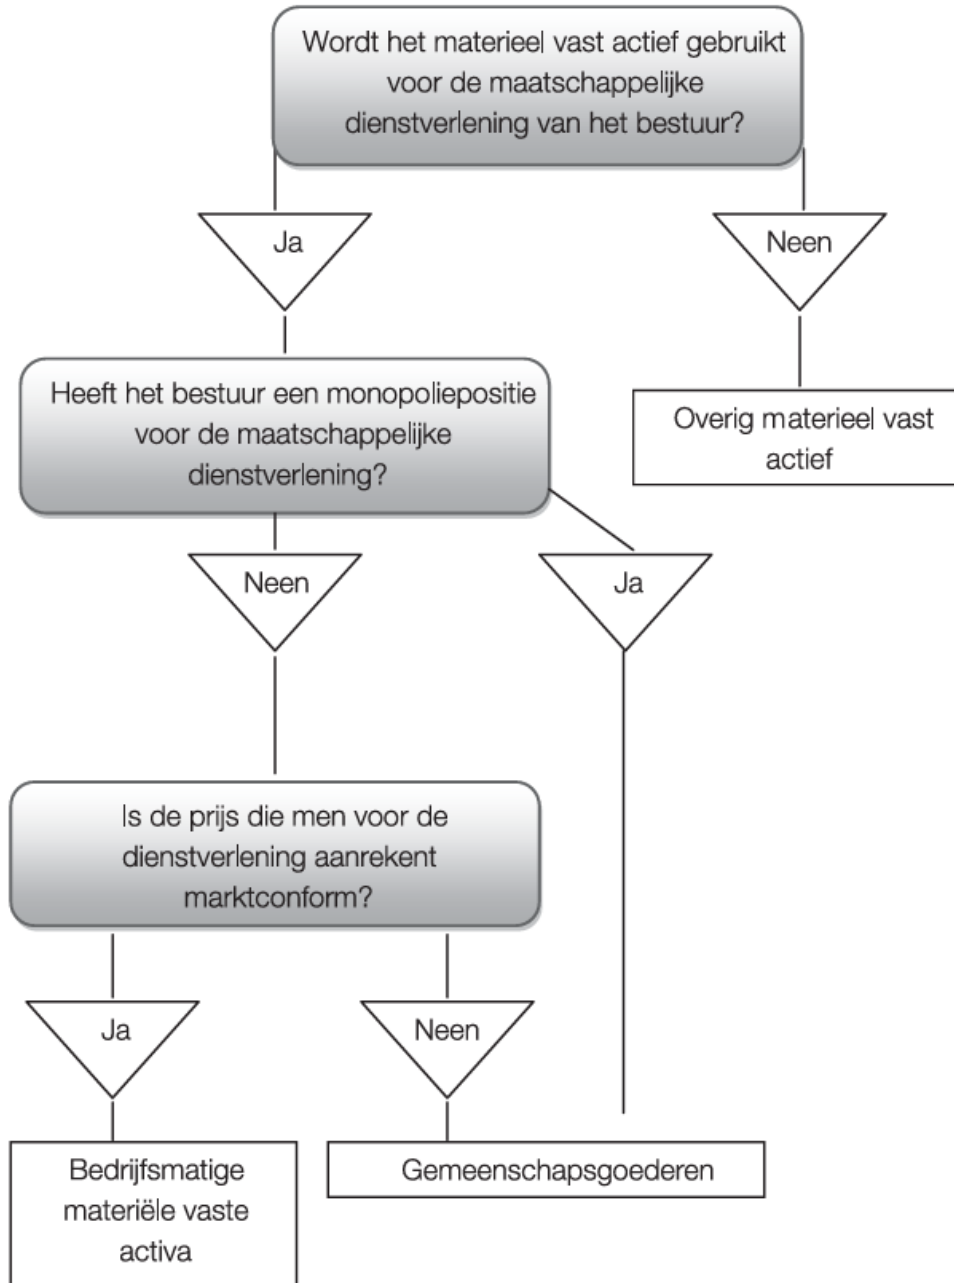 Wordt het materieel vast actief gebruikt
voor de maatschappelijke
dienstverlening van het bestuur?
Ja
Neen
Heeft het bestuur een monopoliepositie
voor de maatschappelijke
dienstverlening?
Overig materieel vast
actief
Neen
Ja
Is de prijs die men voor de
dienstverlening aanrekent
marktconform?
Ja
Neen
Bedrijfsmatige
materiële vaste
activa
Gemeenschapsgoederen